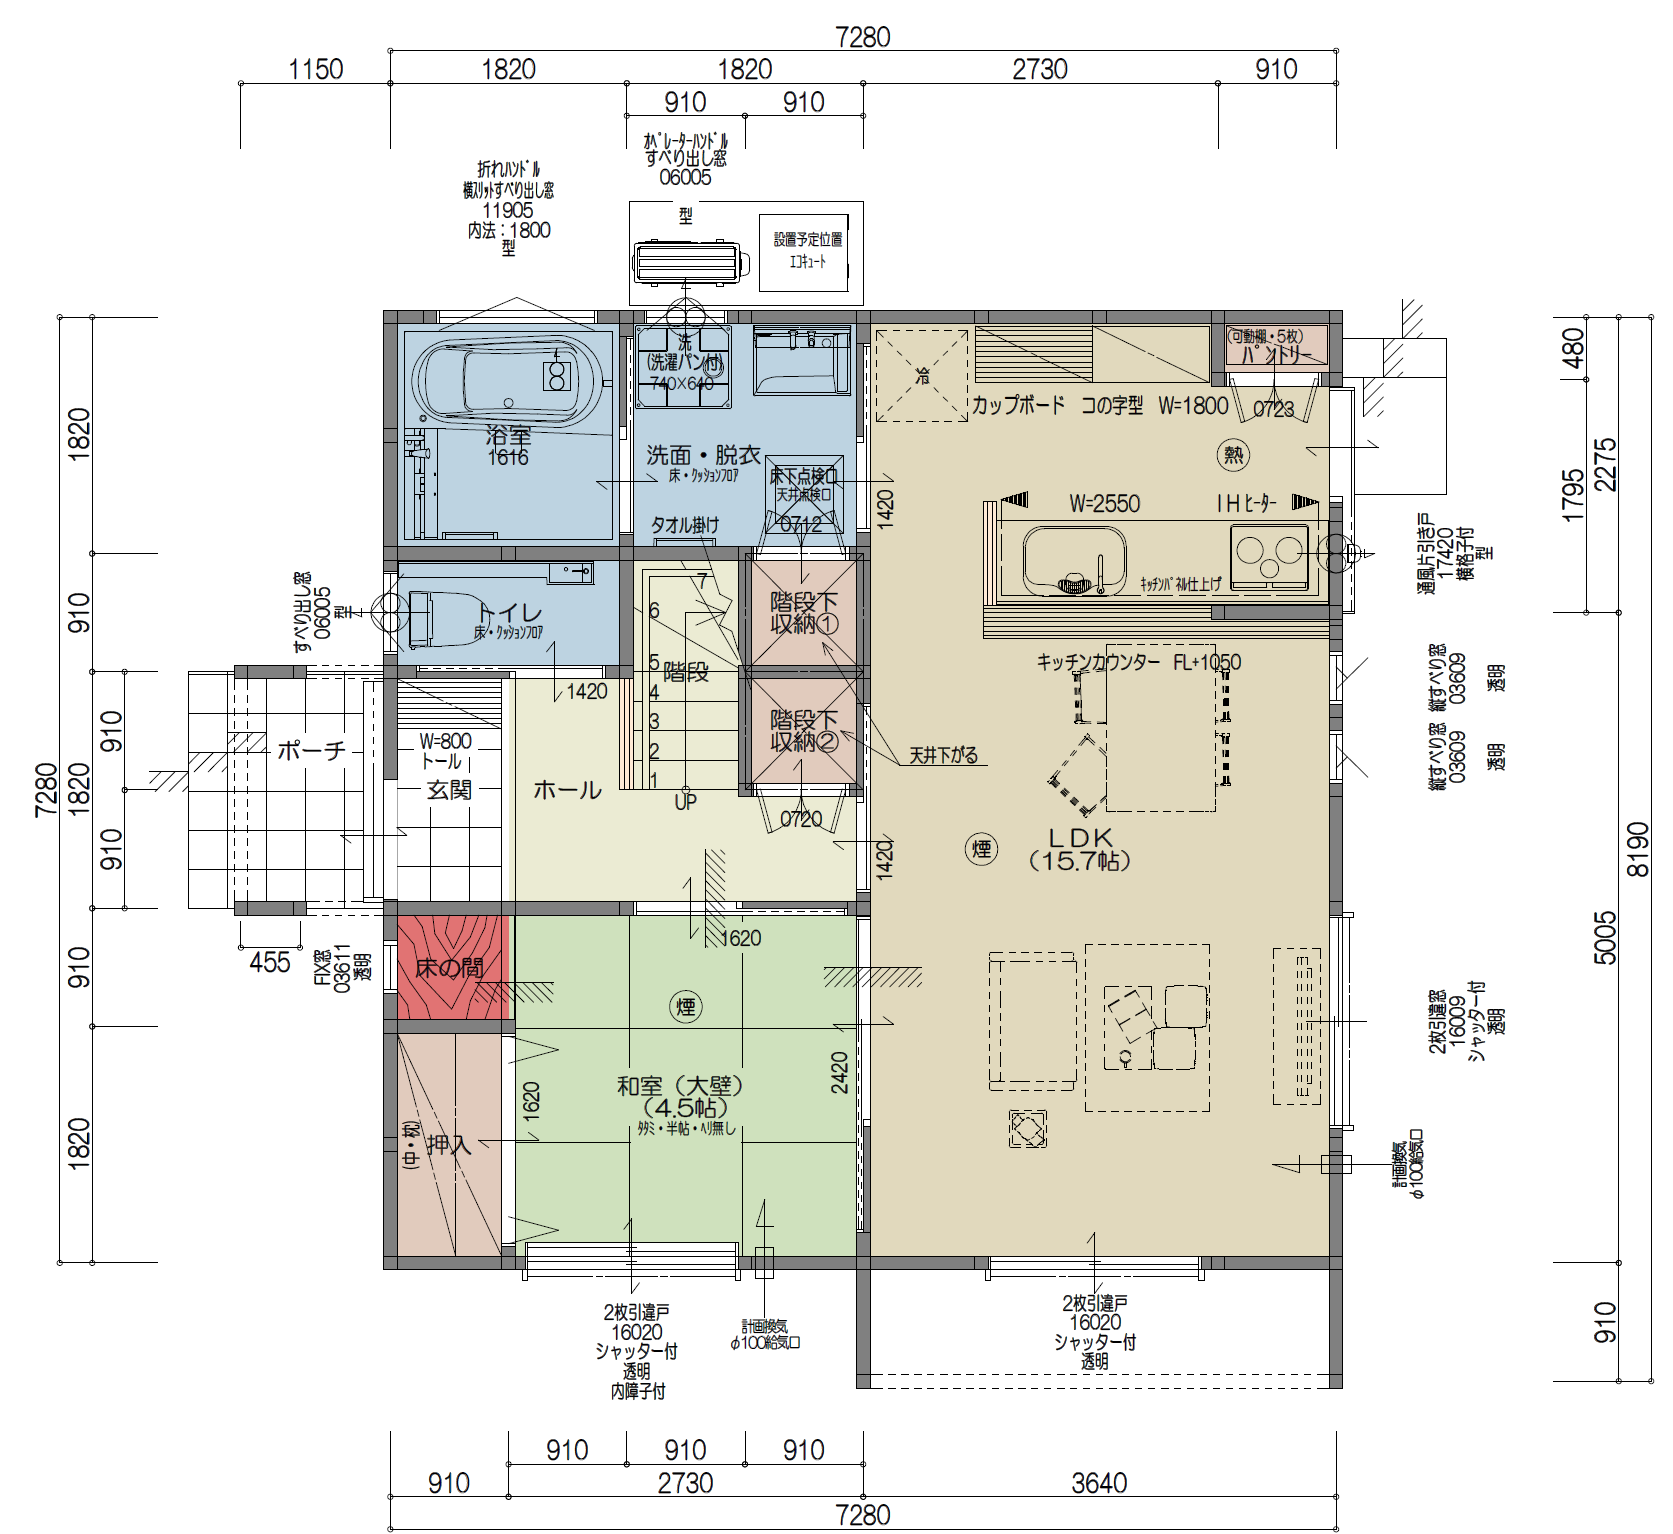 7280
1150
1820
1820
2730
910
910
910
折れﾊﾝﾄﾞﾙ
横ｽﾘｯﾄすべり出し窓
11905
内法：1800
型
ｵﾍﾟﾚｰﾀｰﾊﾝﾄﾞﾙ
すべり出し窓
06005
型
設置予定位置
ｴｺｷｭｰﾄ
浴室
1616
洗
(洗濯パン付)
740×640
洗面・脱衣
床・ｸｯｼｮﾝﾌﾛｱ
床下点検口
天井点検口
タオル掛け
0712
1420
冷
カップボード　コの字型　W=1800
(可動棚・5枚)
パントリー
0723
熱
W=2550
ＩＨﾋｰﾀｰ
ｷｯﾁﾝﾊﾟﾈﾙ仕上げ
キッチンカウンター　FL+1050
通風片引き戸
17420
横格子付
型
すべり出し窓
06005
型
トイレ
床・ｸｯｼｮﾝﾌﾛｱ
1420
7
6
5
4
3
2
1
階段
UP
階段下
収納①
階段下
収納②
天井下がる
0720
1420
ポーチ
W=800
トール
玄関
ホール
煙
LDK
（15.7帖）
縦すべり窓
03609
透明
縦すべり窓
03609
透明
FIX窓
03611
透明
床の間
1620
煙
和室（大壁）
（4.5帖）
ﾀﾀﾐ・半帖・ﾍﾘ無し
1620
2420
押入
(中・枕)
2枚引違窓
16009
シャッター付
透明
計画換気
φ100給気口
2枚引違戸
16020
シャッター付
透明
内障子付
計画換気
φ100給気口
2枚引違戸
16020
シャッター付
透明
7280
1820
910
1820
910
1820
910
910
455
480
1795
2275
5005
910
8190
910
910
910
910
2730
3640
7280